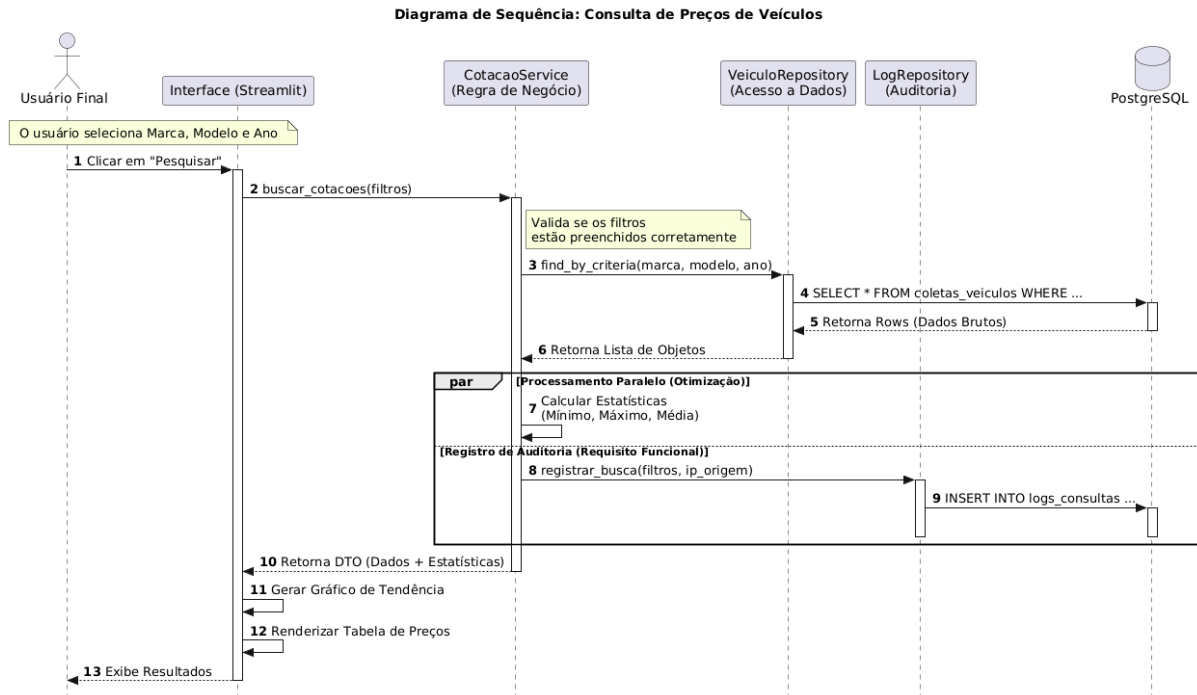 Diagrama de Sequência: Consulta de Preços de Veículos
Usuário Final
Interface (Streamlit)
CotacaoService
(Regra de Negócio)
VeiculoRepository
(Acesso a Dados)
LogRepository
(Auditoria)
PostgreSQL
O usuário seleciona Marca, Modelo e Ano
1 Clicar em "Pesquisar"
2 buscar_cotacoes(filtros)
Valida se os filtros
estão preenchidos corretamente
3 find_by_criteria(marca, modelo, ano)
4 SELECT * FROM coletas_veiculos WHERE ...
5 Retorna Rows (Dados Brutos)
6 Retorna Lista de Objetos
par [Processamento Paralelo (Otimização)]
7 Calcular Estatísticas
(Mínimo, Máximo, Média)
[Registro de Auditoria (Requisito Funcional)]
8 registrar_busca(filtros, ip_origem)
9 INSERT INTO logs_consultas ...
10 Retorna DTO (Dados + Estatísticas)
11 Gerar Gráfico de Tendência
12 Renderizar Tabela de Preços
13 Exibe Resultados